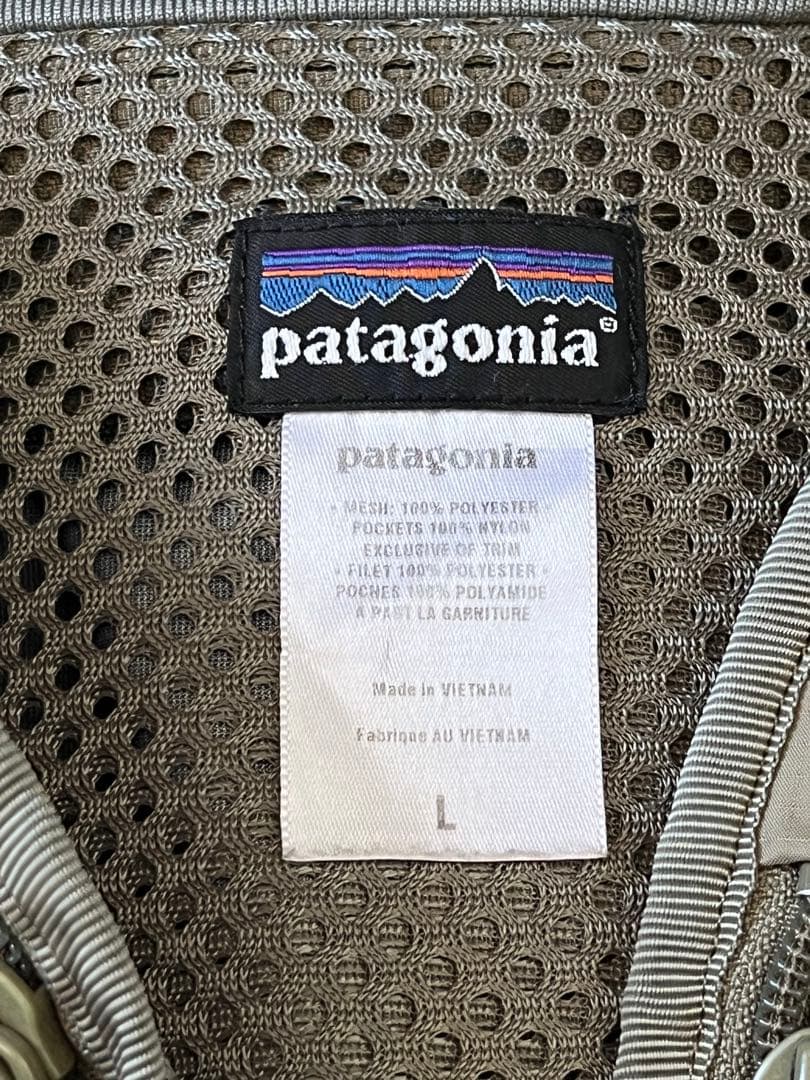 patagonia®
patagonia
• MESH: 100% POLYESTER •
POCKETS 100% NYLON
EXCLUSIVE OF TRIM
• FILET 100% POLYESTER •
POCHES 100% POLYAMIDE
A PART LA GARNITURE
Made in VIETNAM
Fabrique AU VIETNAM
L